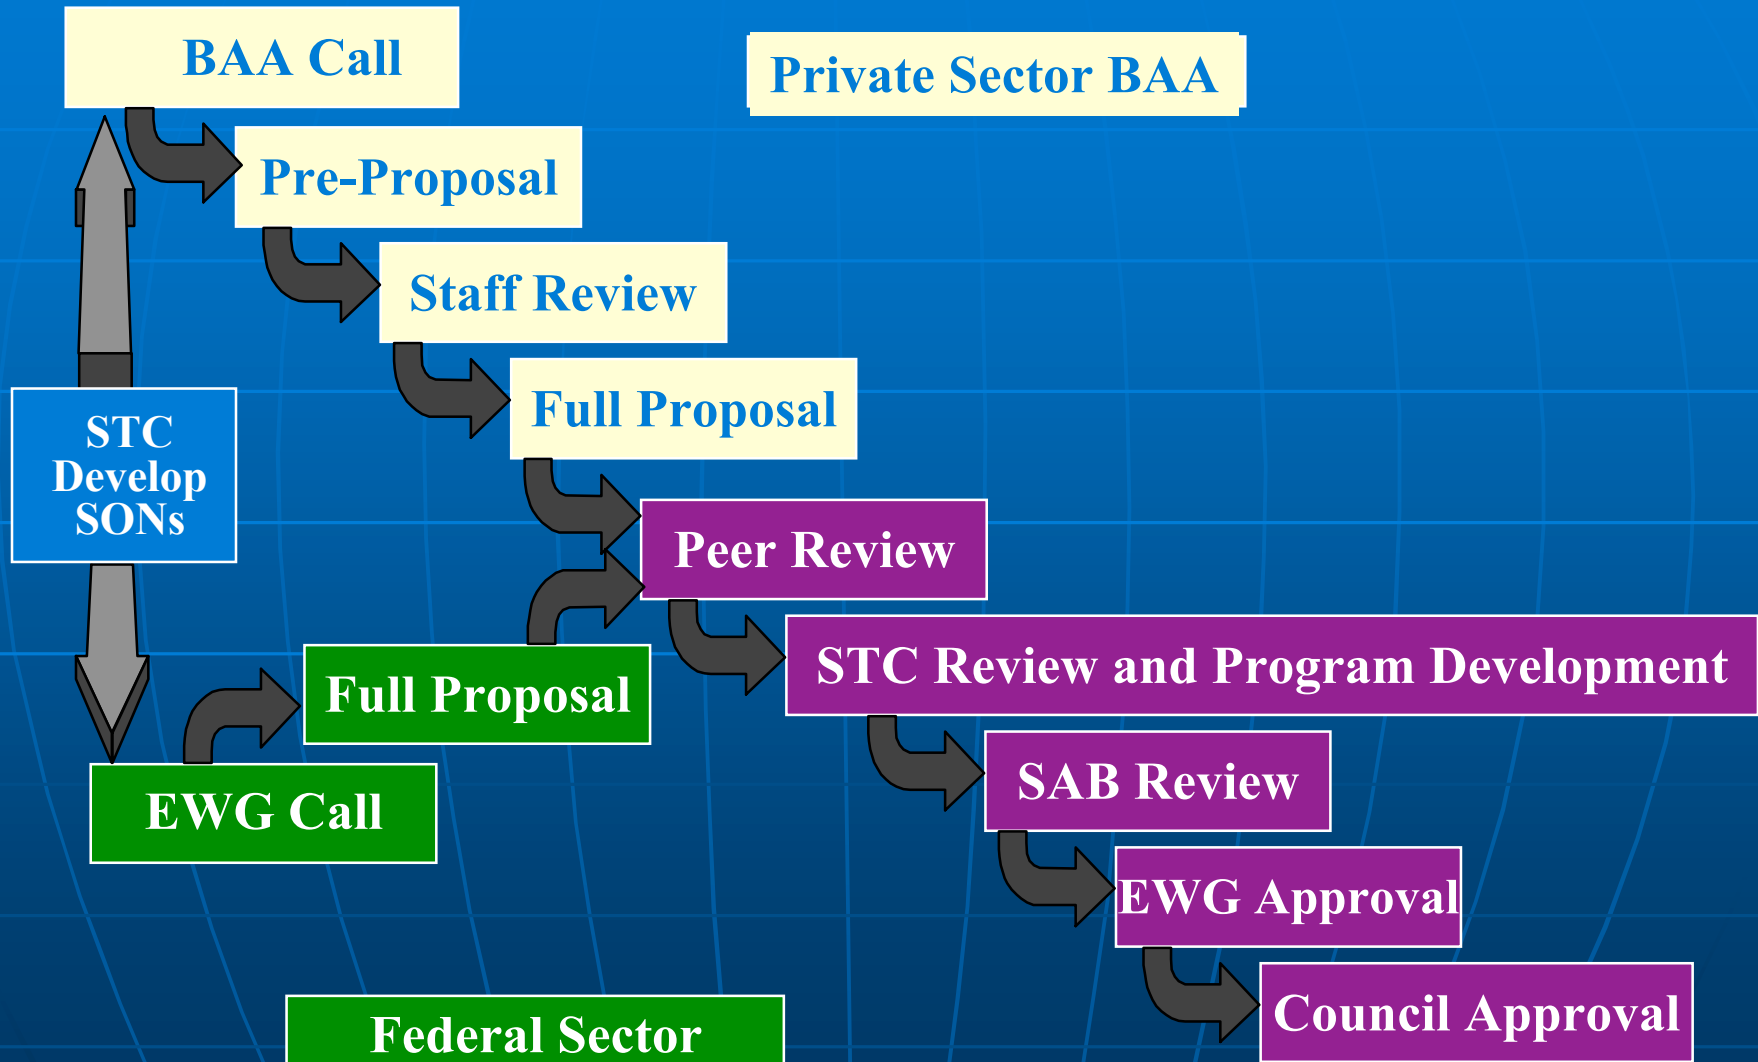 BAA Call
Private Sector BAA
Pre-Proposal
Staff Review
Full Proposal
STC
Develop
SONs
Peer Review
STC Review and Program Development
Full Proposal
SAB Review
EWG Call
EWG Approval
Council Approval
Federal Sector